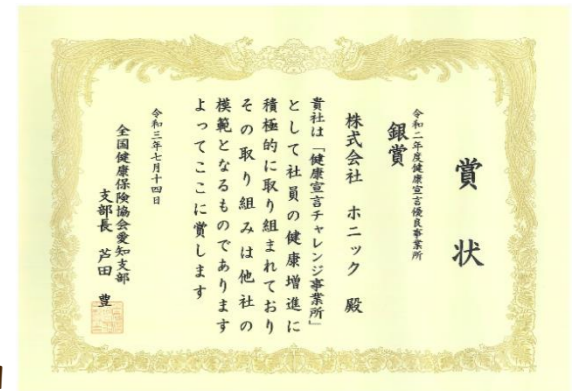 賞状
令和二年度健康宣言優良事業所
銀賞
株式会社 ホニック 殿
貴社は「健康宣言チャレンジ事業所」
として社員の健康増進に
積極的に取り組まれており
その取り組みは他社の
模範となるものであります
よってここに賞します
令和三年七月十四日
全国健康保険協会愛知支部
支部長 芦田 豊